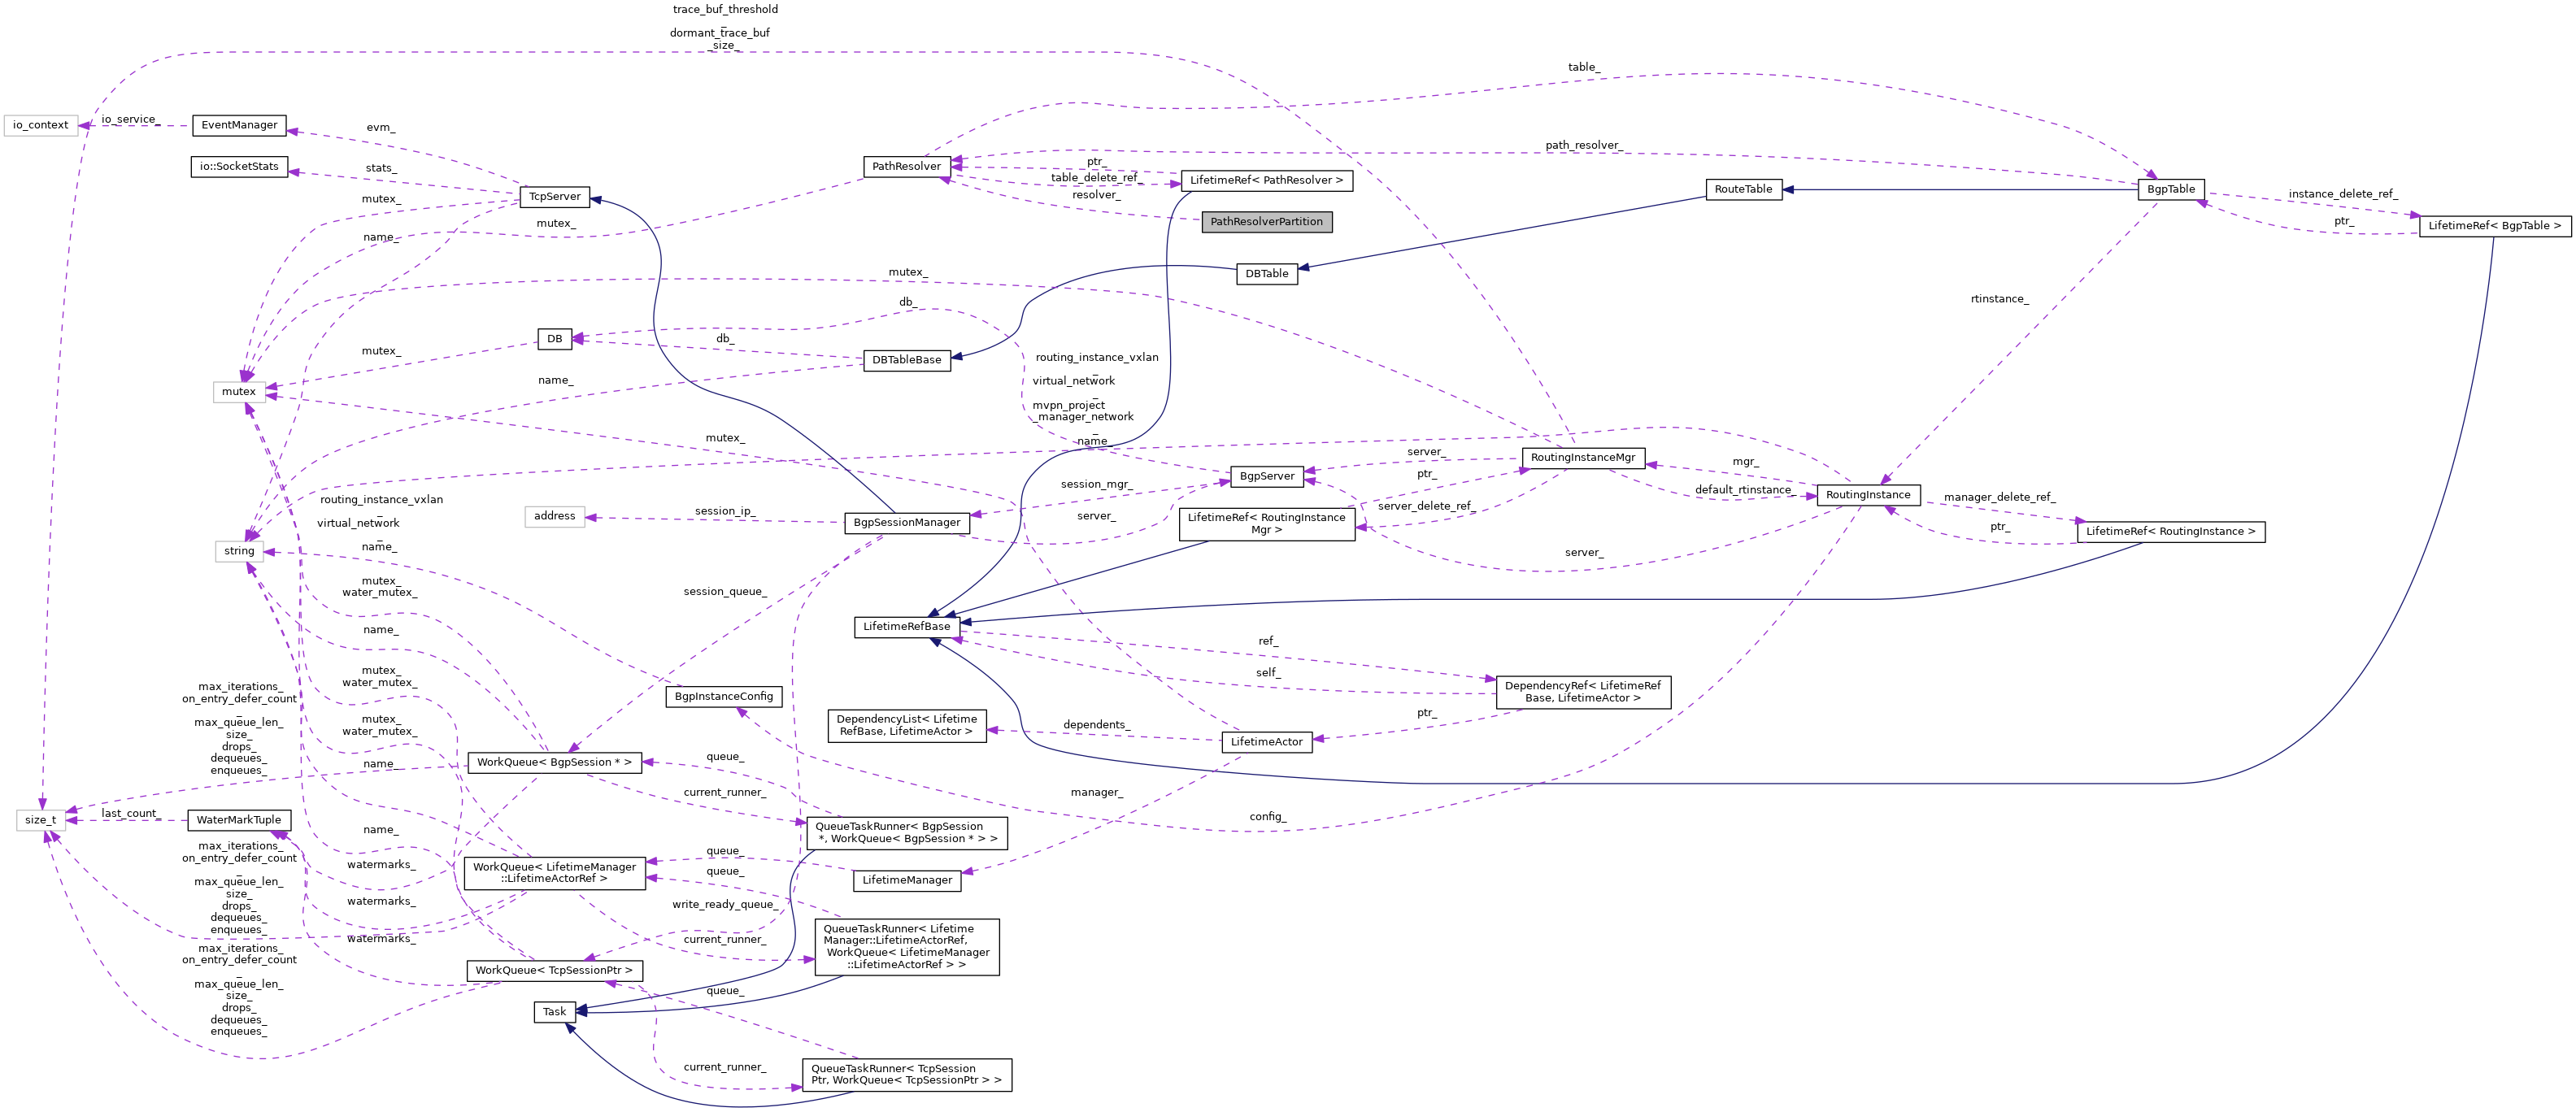 trace_buf_threshold
_
dormant_trace_buf
_size_
table_
io_context
io_service_
EventManager
evm_
io::SocketStats
stats_
TcpServer
mutex_
name_
mutex_
PathResolver
ptr_
table_delete_ref_
resolver_
LifetimeRef< PathResolver >
PathResolverPartition
path_resolver_
RouteTable
BgpTable
instance_delete_ref_
ptr_
LifetimeRef< BgpTable >
DBTable
rtinstance_
mutex_
db_
DB
mutex_
db_
DBTableBase
name_
mutex
mutex_
routing_instance_vxlan
_
virtual_network
_
mvpn_project
_manager_network
_
name_
RoutingInstanceMgr
server_
BgpServer
ptr_
mgr_
default_rtinstance_
RoutingInstance
manager_delete_ref_
ptr_
LifetimeRef< RoutingInstance >
session_mgr_
server_
server_delete_ref_
LifetimeRef< RoutingInstance
Mgr >
server_
address
session_ip_
BgpSessionManager
routing_instance_vxlan
_
virtual_network
_
name_
string
mutex_
water_mutex_
name_
session_queue_
LifetimeRefBase
ref_
self_
DependencyRef< LifetimeRef
Base, LifetimeActor >
ptr_
BgpInstanceConfig
DependencyList< Lifetime
RefBase, LifetimeActor >
dependents_
LifetimeActor
manager_
config_
mutex_
water_mutex_
mutex_
water_mutex_
name_
max_iterations_
on_entry_defer_count
_
max_queue_len_
size_
drops_
dequeues_
enqueues_
WorkQueue< BgpSession * >
queue_
current_runner_
QueueTaskRunner< BgpSession
*, WorkQueue< BgpSession * > >
size_t
last_count_
WaterMarkTuple
name_
watermarks_
watermarks_
watermarks_
max_iterations_
on_entry_defer_count
_
max_queue_len_
size_
drops_
dequeues_
enqueues_
WorkQueue< LifetimeManager
::LifetimeActorRef >
queue_
queue_
LifetimeManager
write_ready_queue_
current_runner_
QueueTaskRunner< Lifetime
Manager::LifetimeActorRef,
WorkQueue< LifetimeManager
::LifetimeActorRef > >
max_iterations_
on_entry_defer_count
_
max_queue_len_
size_
drops_
dequeues_
enqueues_
WorkQueue< TcpSessionPtr >
queue_
Task
current_runner_
QueueTaskRunner< TcpSession
Ptr, WorkQueue< TcpSessionPtr > >